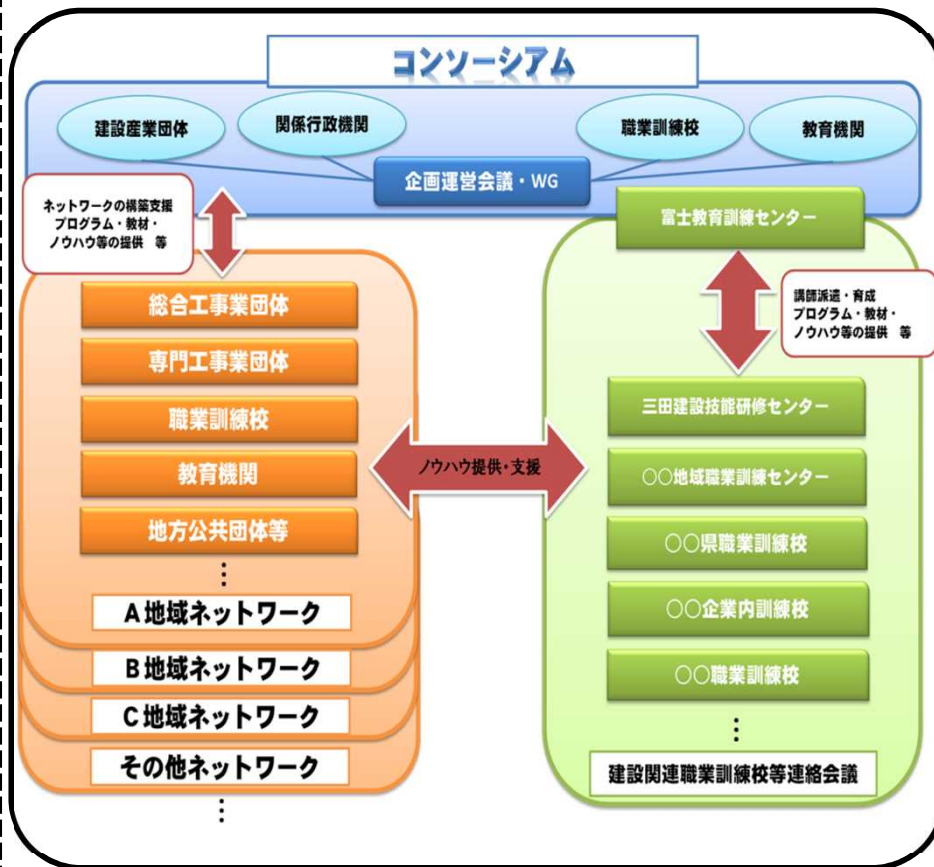 コンソーシアム
建設産業団体
関係行政機関
職業訓練校
教育機関
企画運営会議・WG
ネットワークの構築支援
プログラム・教材・
ノウハウ等の提供 等
総合工事業団体
専門工事業団体
職業訓練校
教育機関
地方公共団体等
⋮
A地域ネットワーク
B地域ネットワーク
C地域ネットワーク
その他ネットワーク
⋮
ノウハウ提供・支援
富士教育訓練センター
講師派遣・育成
プログラム・教材・
ノウハウ等の提供 等
三田建設技能研修センター
〇〇地域職業訓練センター
〇〇県職業訓練校
〇〇企業内訓練校
〇〇職業訓練校
⋮
建設関連職業訓練校等連絡会議